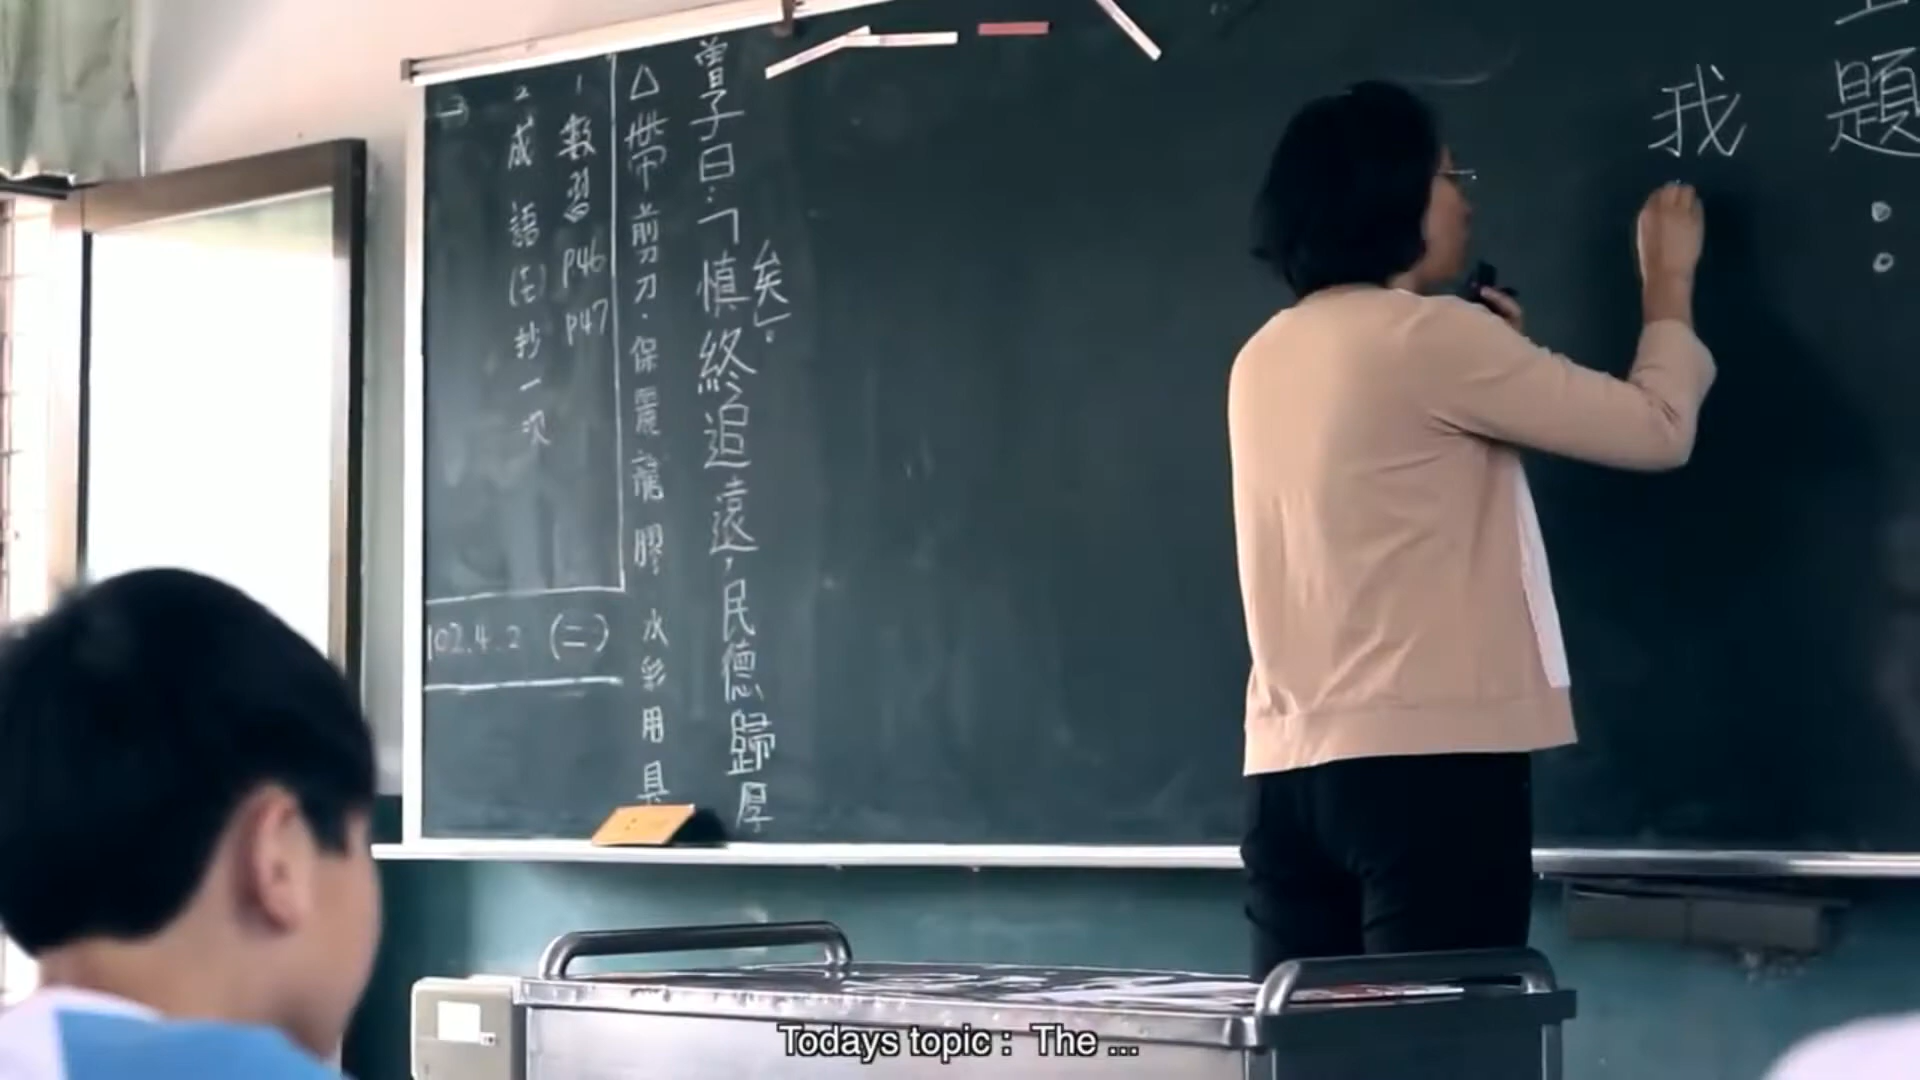 主題：
我
矣」。
曾子曰：「慎終追遠，民德歸厚
△帶剪刀．保麗龍膠 水彩用具
1 數習 P46 P47
2 成語(七)抄一次
102.4.2 (二)
Todays topic : The ...